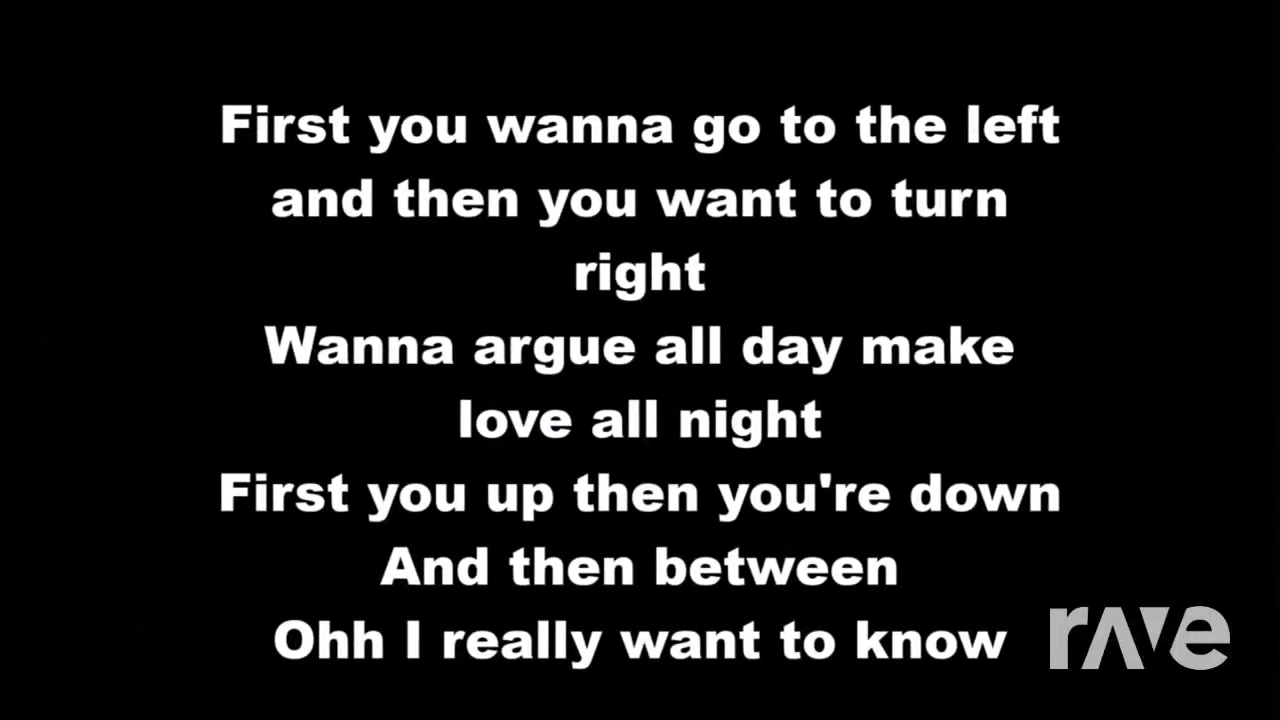 First you wanna go to the left
and then you want to turn
right
Wanna argue all day make
love all night
First you up then you're down
And then between
Ohh I really want to know
rave